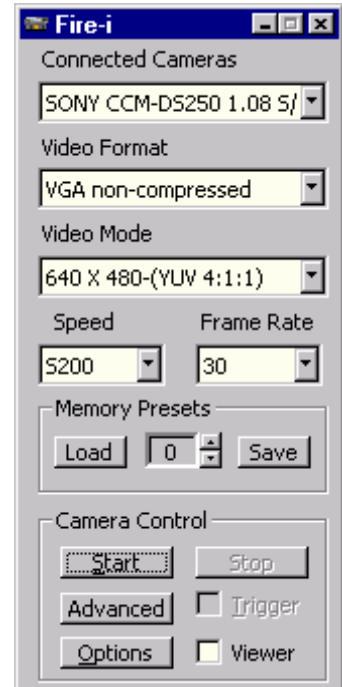 Fire-i
Connected Cameras
SONY CCM-DS250 1.08 S/
Video Format
VGA non-compressed
Video Mode
640 X 480-(YUV 4:1:1)
Speed Frame Rate
S200 30
Memory Presets
Load 0 Save
Camera Control
Start Stop
Advanced Trigger
Options Viewer